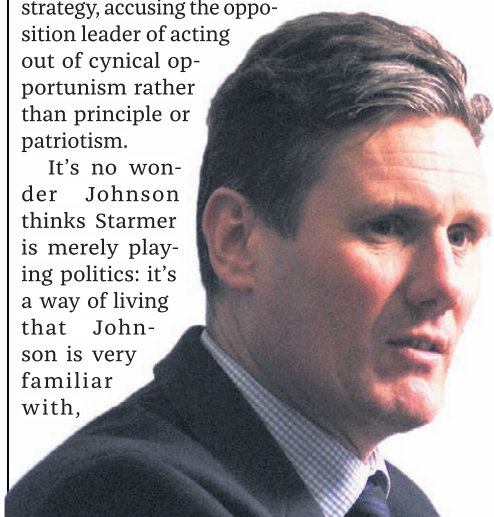 strategy, accusing the oppo-
sition leader of acting
out of cynical op-
portunism rather
than principle or
patriotism.
It's no won-
der Johnson
thinks Starmer
is merely play-
ing politics: it's
a way of living
that John-
son is very
familiar
with,